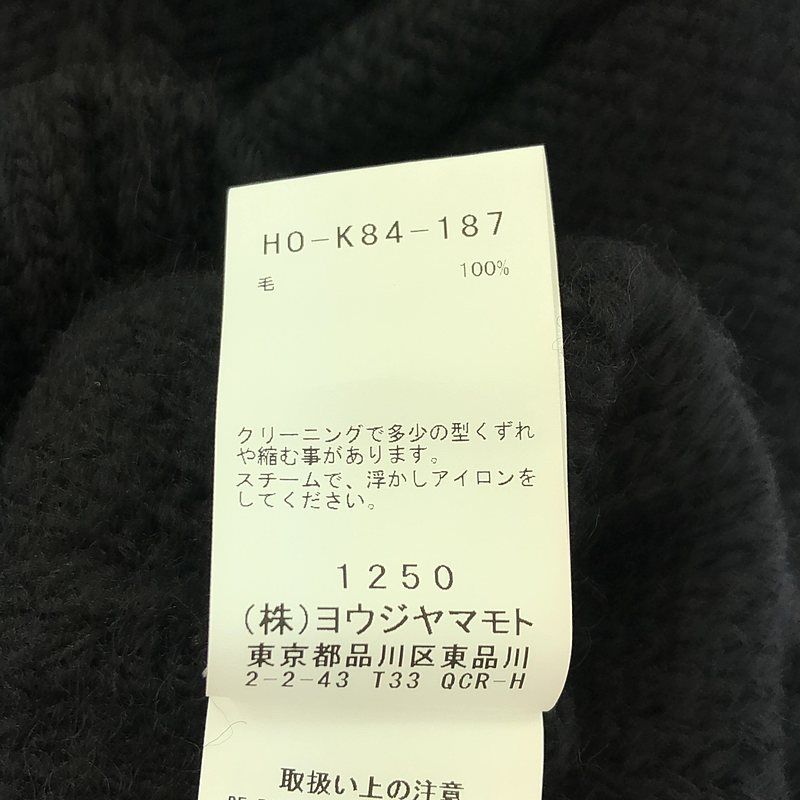 HO-K84-187
毛 100%
クリーニングで多少の型くずれ
や縮む事があります。
スチームで、浮かしアイロンを
してください。
1250
(株)ヨウジヤマモト
東京都品川区東品川
2-2-43 T33 QCR-H
取扱い上の注意